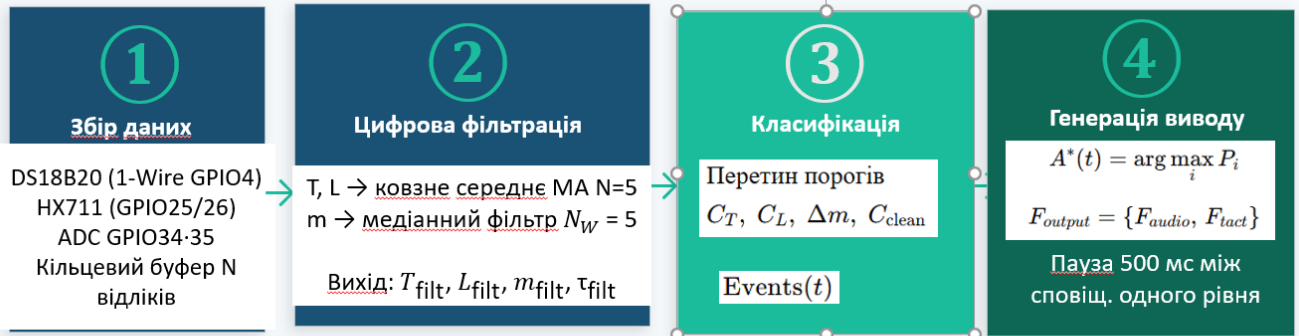 1
Збір даних
DS18B20 (1-Wire GPIO4)
HX711 (GPIO25/26)
ADC GPIO34·35
Кільцевий буфер N
відліків
2
Цифрова фільтрація
T, L → ковзне середнє MA N=5
m → медіанний фільтр N_W = 5
Вихід: T_filt, L_filt, m_filt, τ_filt
3
Класифікація
Перетин порогів
C_T, C_L, Δm, C_clean
Events(t)
4
Генерація виводу
A*(t) = arg max_i P_i
F_output = {F_audio, F_tact}
Пауза 500 мс між
сповіщ. одного рівня